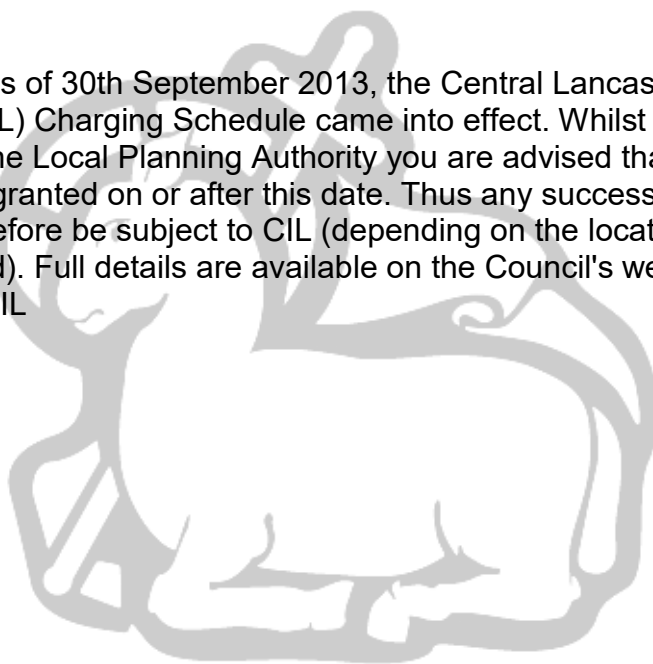 s of 30th September 2013, the Central Lancas
L) Charging Schedule came into effect. Whilst
ne Local Planning Authority you are advised tha
granted on or after this date. Thus any success
efore be subject to CIL (depending on the locat
d). Full details are available on the Council's we
IL